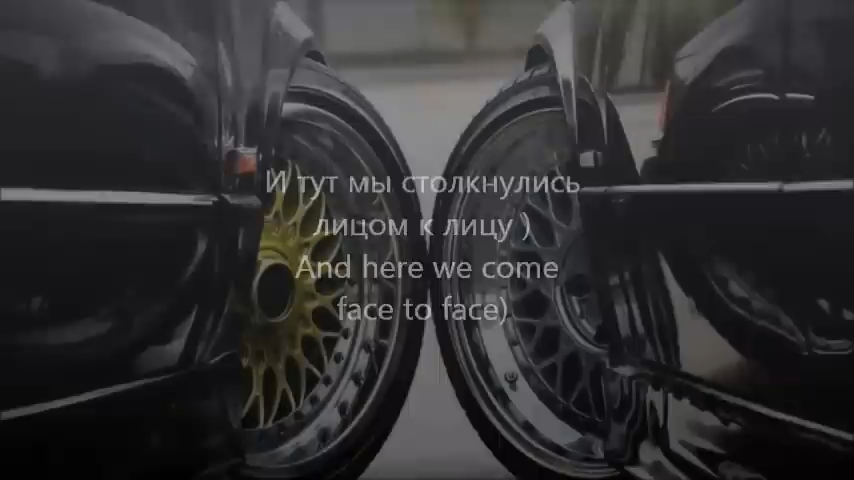 И тут мы столкнулись
лицом к лицу )
And here we come
face to face)